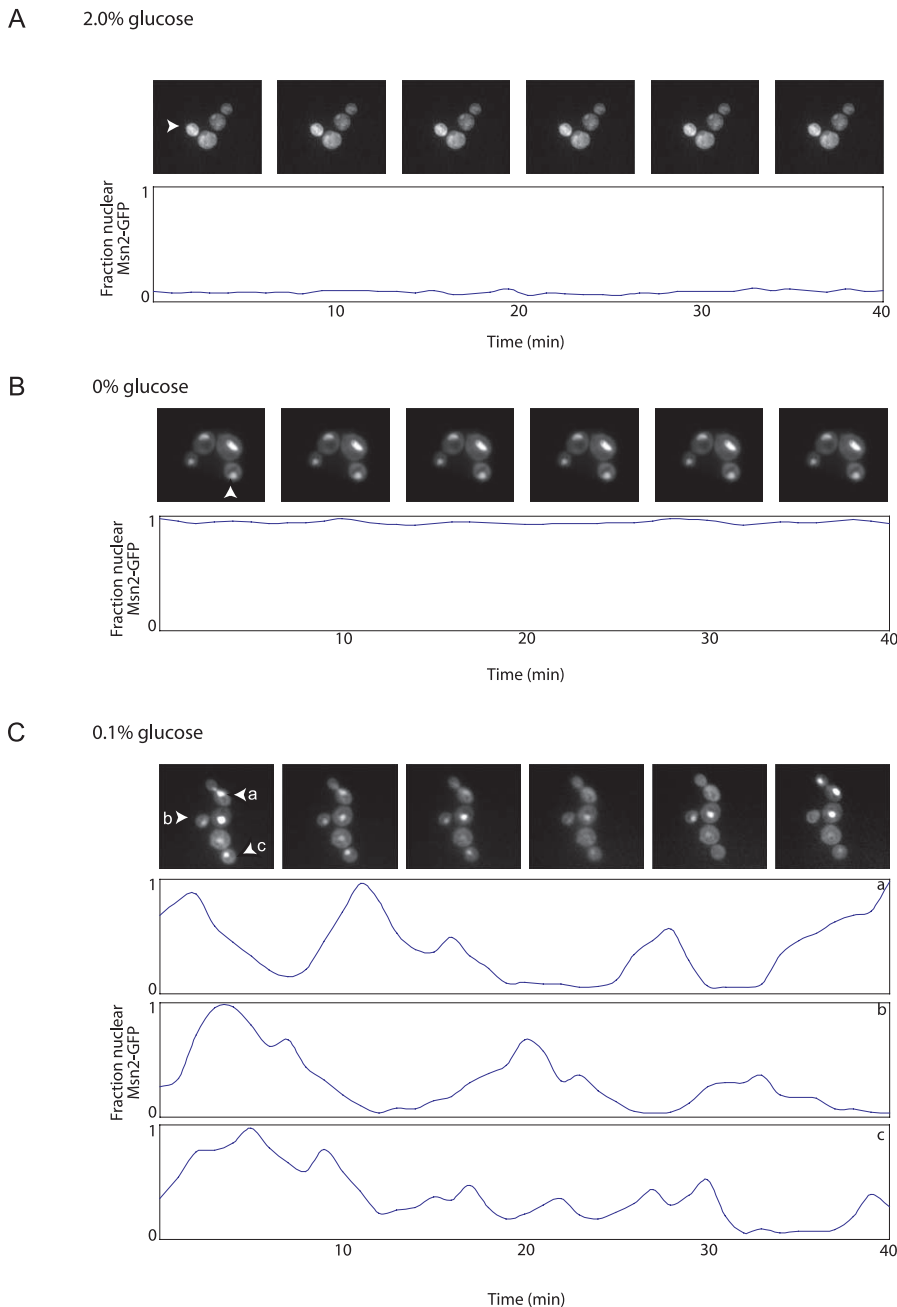 A
2.0% glucose
Fraction nuclear
Msn2-GFP
1
0
10
20
30
40
Time (min)
B
0% glucose
Fraction nuclear
Msn2-GFP
1
0
10
20
30
40
Time (min)
C
0.1% glucose
a
b
c
Fraction nuclear
Msn2-GFP
1
a
0
1
b
0
1
c
0
10
20
30
40
Time (min)